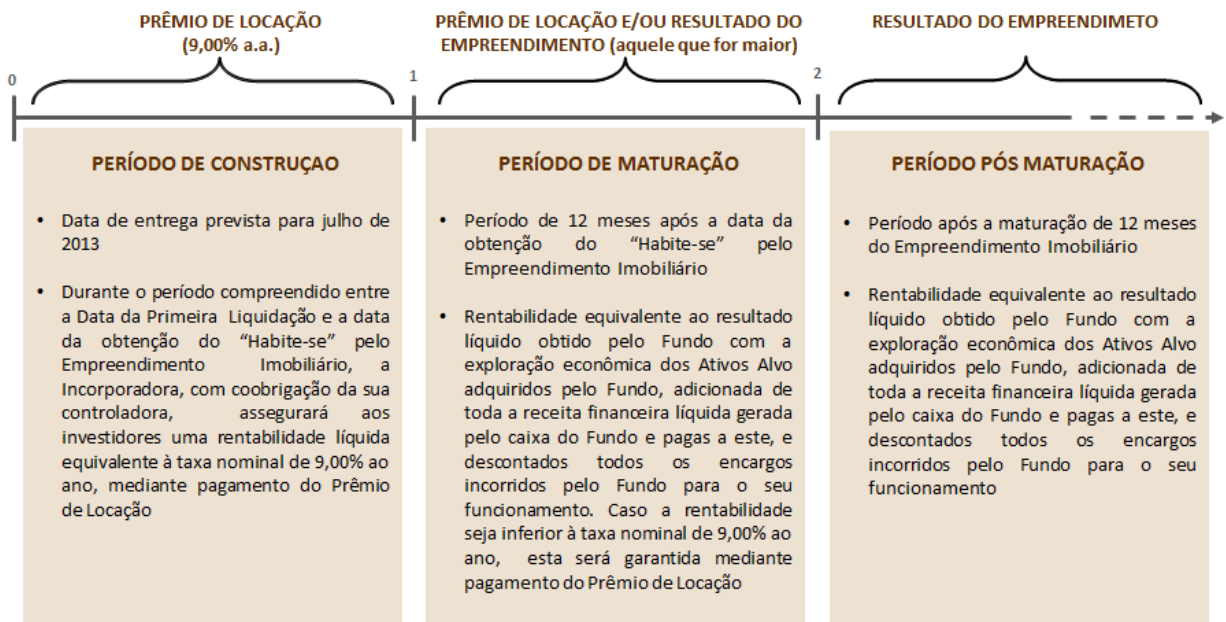 PRÊMIO DE LOCAÇÃO
(9,00% a.a.)
PRÊMIO DE LOCAÇÃO E/OU RESULTADO DO
EMPREENDIMENTO (aquele que for maior)
RESULTADO DO EMPREENDIMETO
0
1
2
PERÍODO DE CONSTRUÇAO
• Data de entrega prevista para julho de
2013
• Durante o período compreendido entre
a Data da Primeira Liquidação e a data
da obtenção do “Habite-se” pelo
Empreendimento Imobiliário, a
Incorporadora, com coobrigação da sua
controladora, assegurará aos
investidores uma rentabilidade líquida
equivalente à taxa nominal de 9,00% ao
ano, mediante pagamento do Prêmio
de Locação
PERÍODO DE MATURAÇÃO
• Período de 12 meses após a data da
obtenção do “Habite-se” pelo
Empreendimento Imobiliário
• Rentabilidade equivalente ao resultado
líquido obtido pelo Fundo com a
exploração econômica dos Ativos Alvo
adquiridos pelo Fundo, adicionada de
toda a receita financeira líquida gerada
pelo caixa do Fundo e pagas a este, e
descontados todos os encargos
incorridos pelo Fundo para o seu
funcionamento. Caso a rentabilidade
seja inferior à taxa nominal de 9,00% ao
ano, esta será garantida mediante
pagamento do Prêmio de Locação
PERÍODO PÓS MATURAÇÃO
• Período após a maturação de 12 meses
do Empreendimento Imobiliário
• Rentabilidade equivalente ao resultado
líquido obtido pelo Fundo com a
exploração econômica dos Ativos Alvo
adquiridos pelo Fundo, adicionada de
toda a receita financeira líquida gerada
pelo caixa do Fundo e pagas a este, e
descontados todos os encargos
incorridos pelo Fundo para o seu
funcionamento